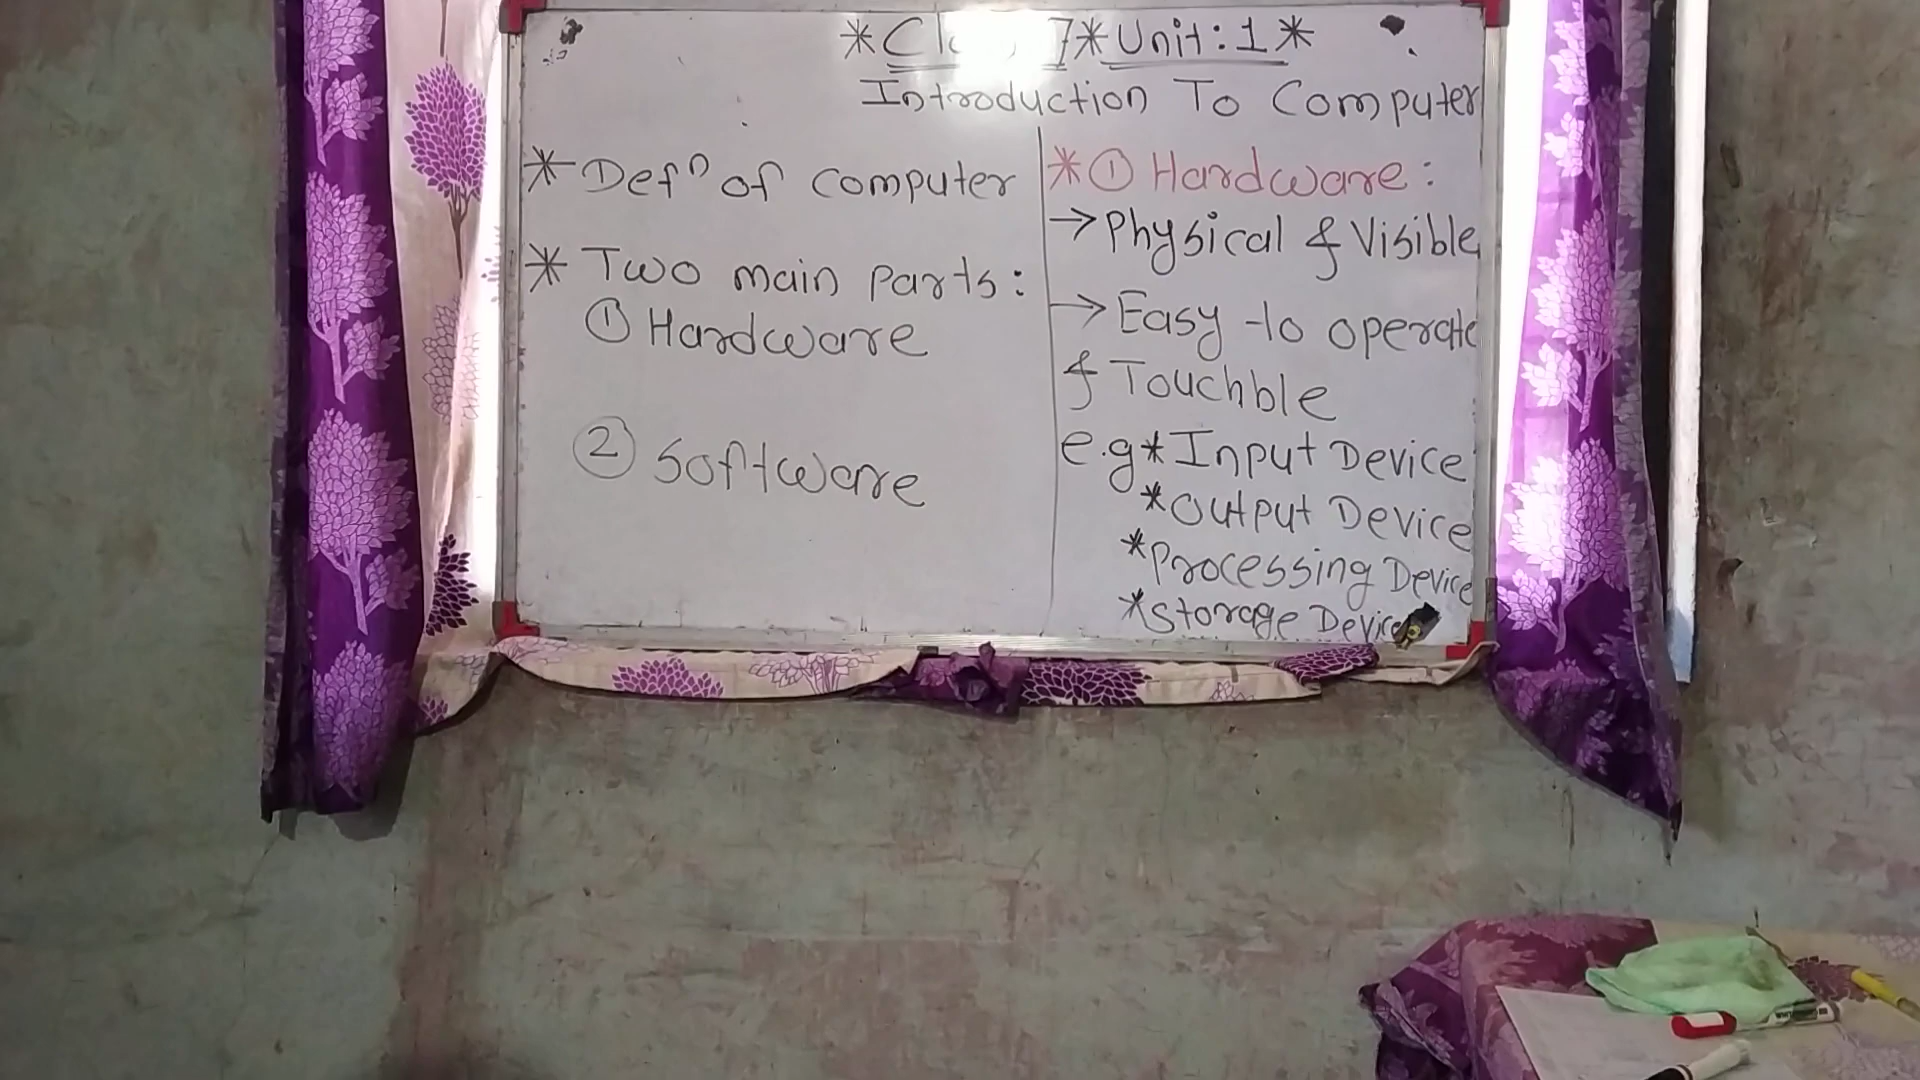 * Class 7 * Unit:1 *
Introduction To Computer
* Defⁿ of computer
* Two main parts:
① Hardware
② Software
* ① Hardware:
→ Physical & Visible
→ Easy to operate
& Touchble
e.g * Input Device
* Output Device
* Processing Device
* Storage Device